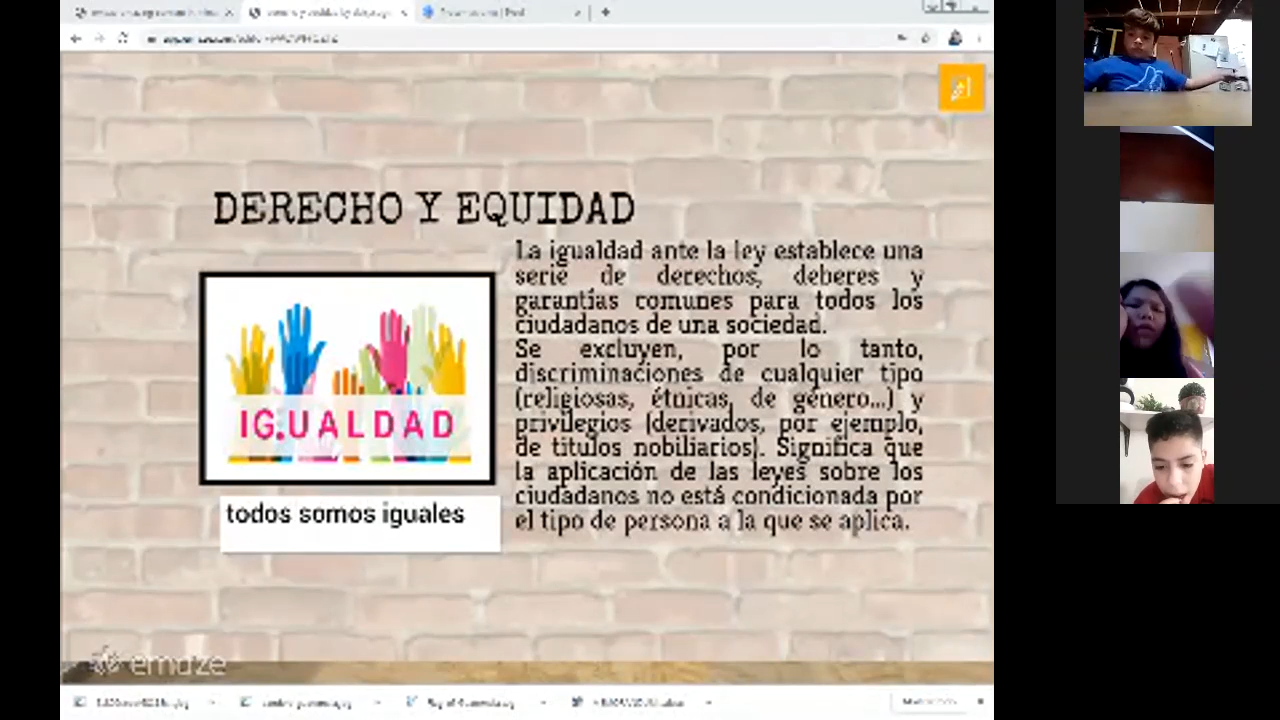 DERECHO Y EQUIDAD
La igualdad ante la ley establece una
serie de derechos, deberes y
garantías comunes para todos los
ciudadanos de una sociedad.
Se excluyen, por lo tanto,
discriminaciones de cualquier tipo
(religiosas, étnicas, de género...) y
privilegios (derivados, por ejemplo,
de títulos nobiliarios). Significa que
la aplicación de las leyes sobre los
ciudadanos no está condicionada por
el tipo de persona a la que se aplica.
IGUALDAD
todos somos iguales
emaze